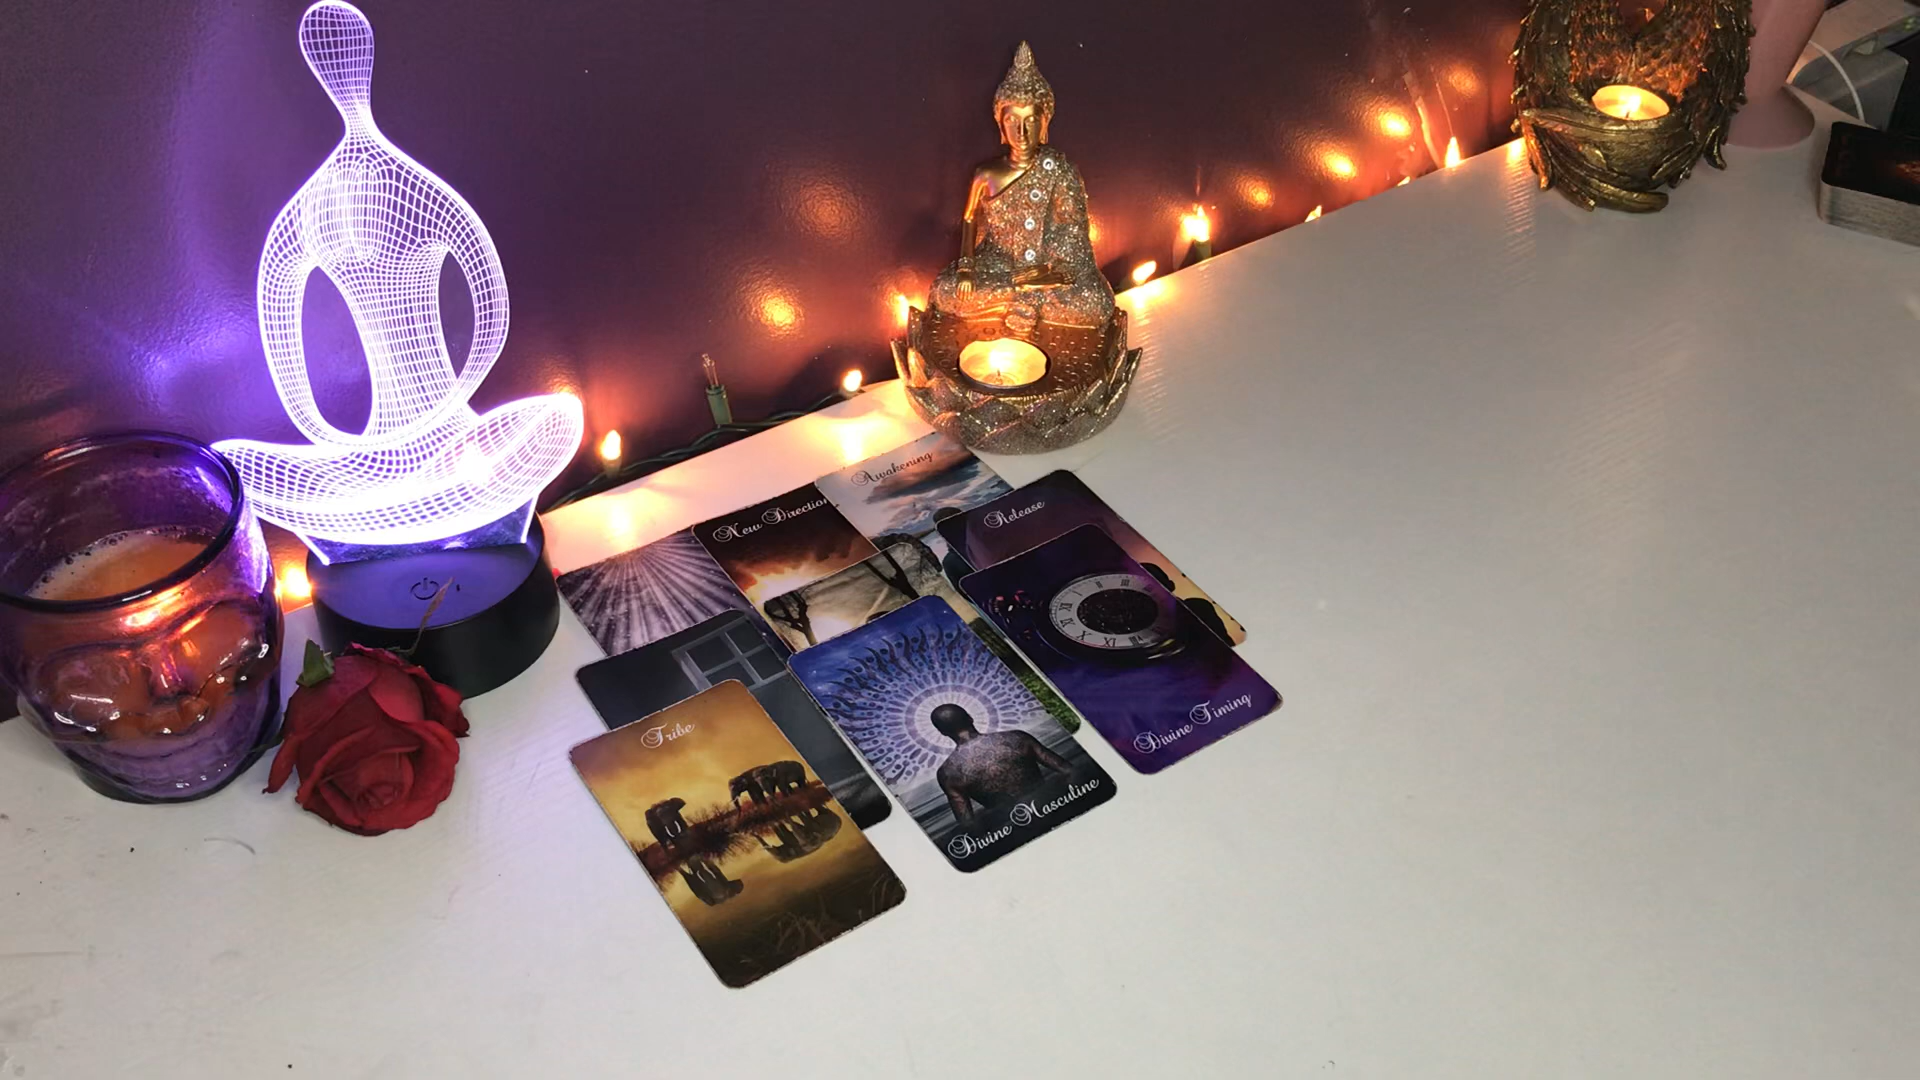 Awakening
New Direction
Release
Divine Timing
Tribe
Divine Masculine